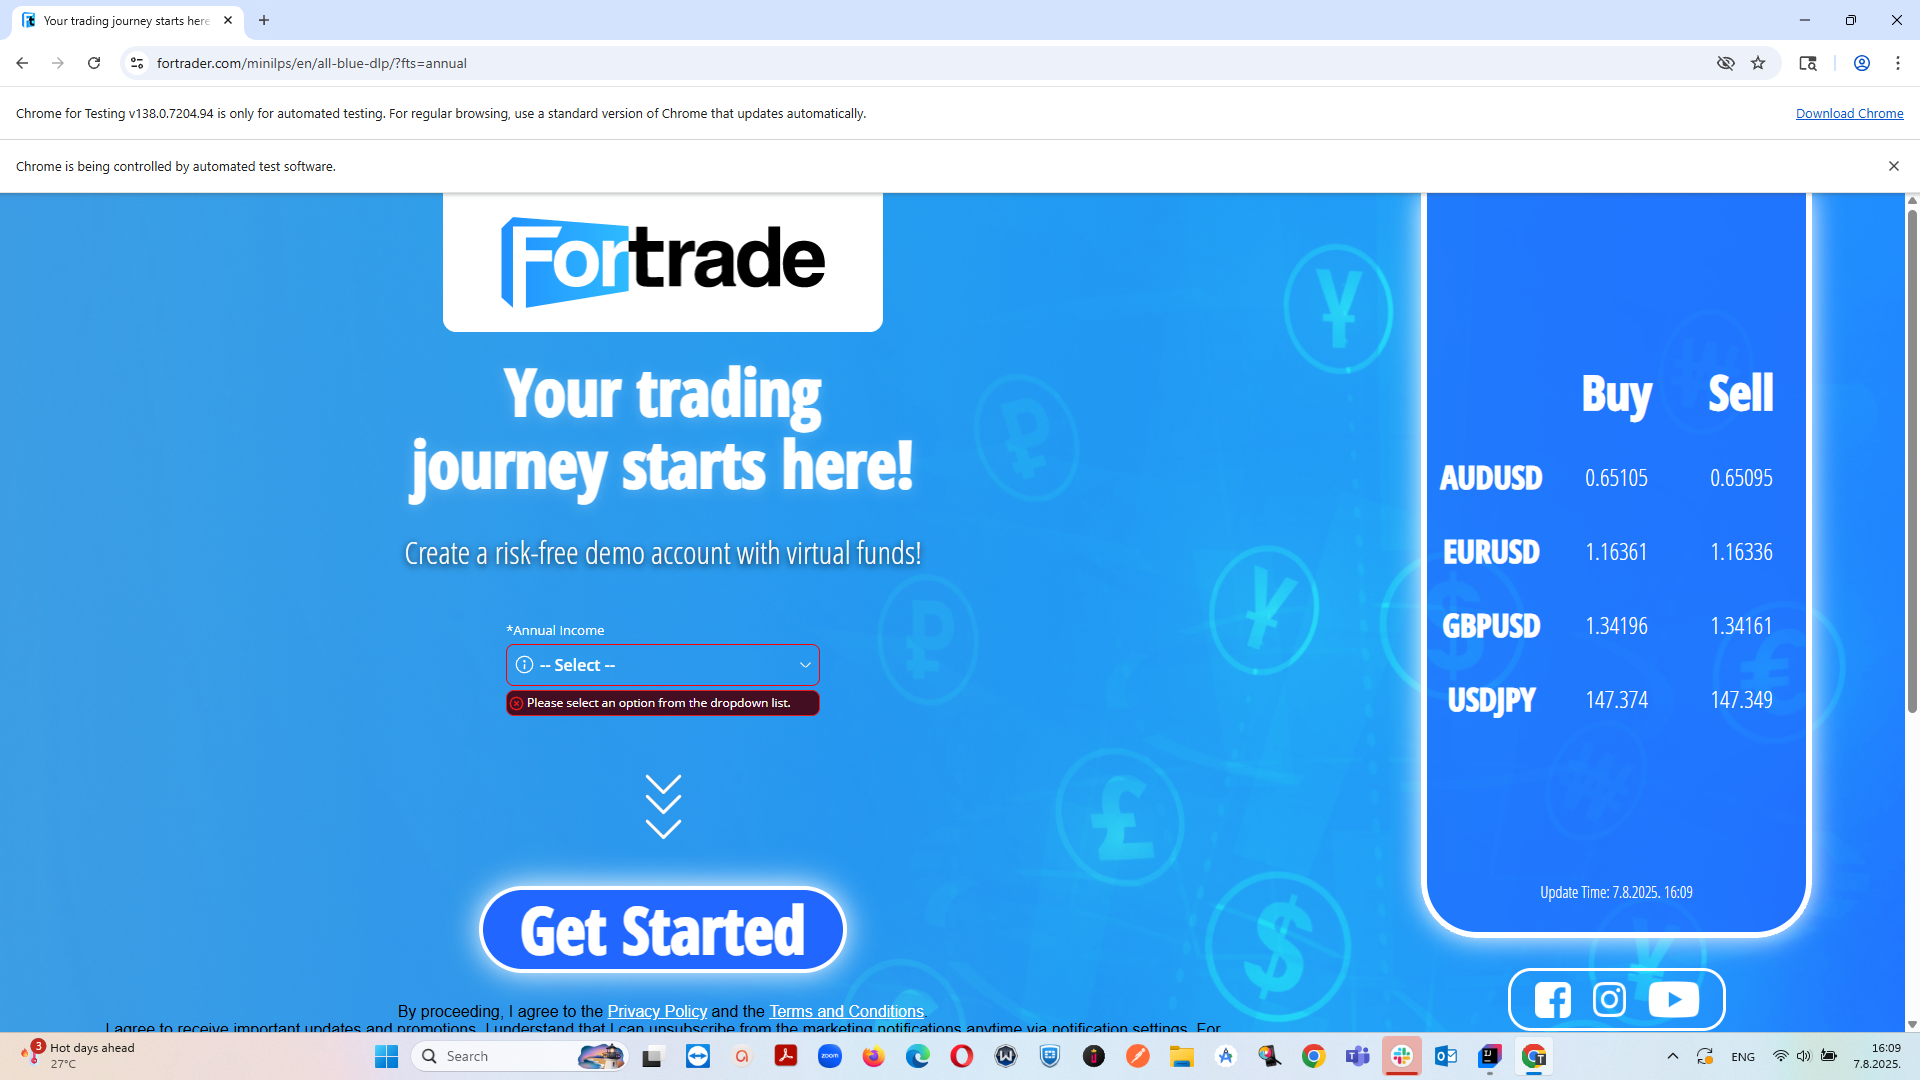 Your trading journey starts here
fortrader.com/minilps/en/all-blue-dlp/?fts=annual
Chrome for Testing v138.0.7204.94 is only for automated testing. For regular browsing, use a standard version of Chrome that updates automatically.
Download Chrome
Chrome is being controlled by automated test software.
Fortrade
Your trading
journey starts here!
Create a risk-free demo account with virtual funds!
*Annual Income
-- Select --
Please select an option from the dropdown list.
Get Started
By proceeding, I agree to the Privacy Policy and the Terms and Conditions.
I agree to receive important updates and promotions. I understand that I can unsubscribe from the marketing notifications anytime via notification settings. For
Buy Sell
AUDUSD 0.65105 0.65095
EURUSD 1.16361 1.16336
GBPUSD 1.34196 1.34161
USDJPY 147.374 147.349
Update Time: 7.8.2025. 16:09
3
Hot days ahead
27°C
Search
zoom
ENG
16:09
7.8.2025.